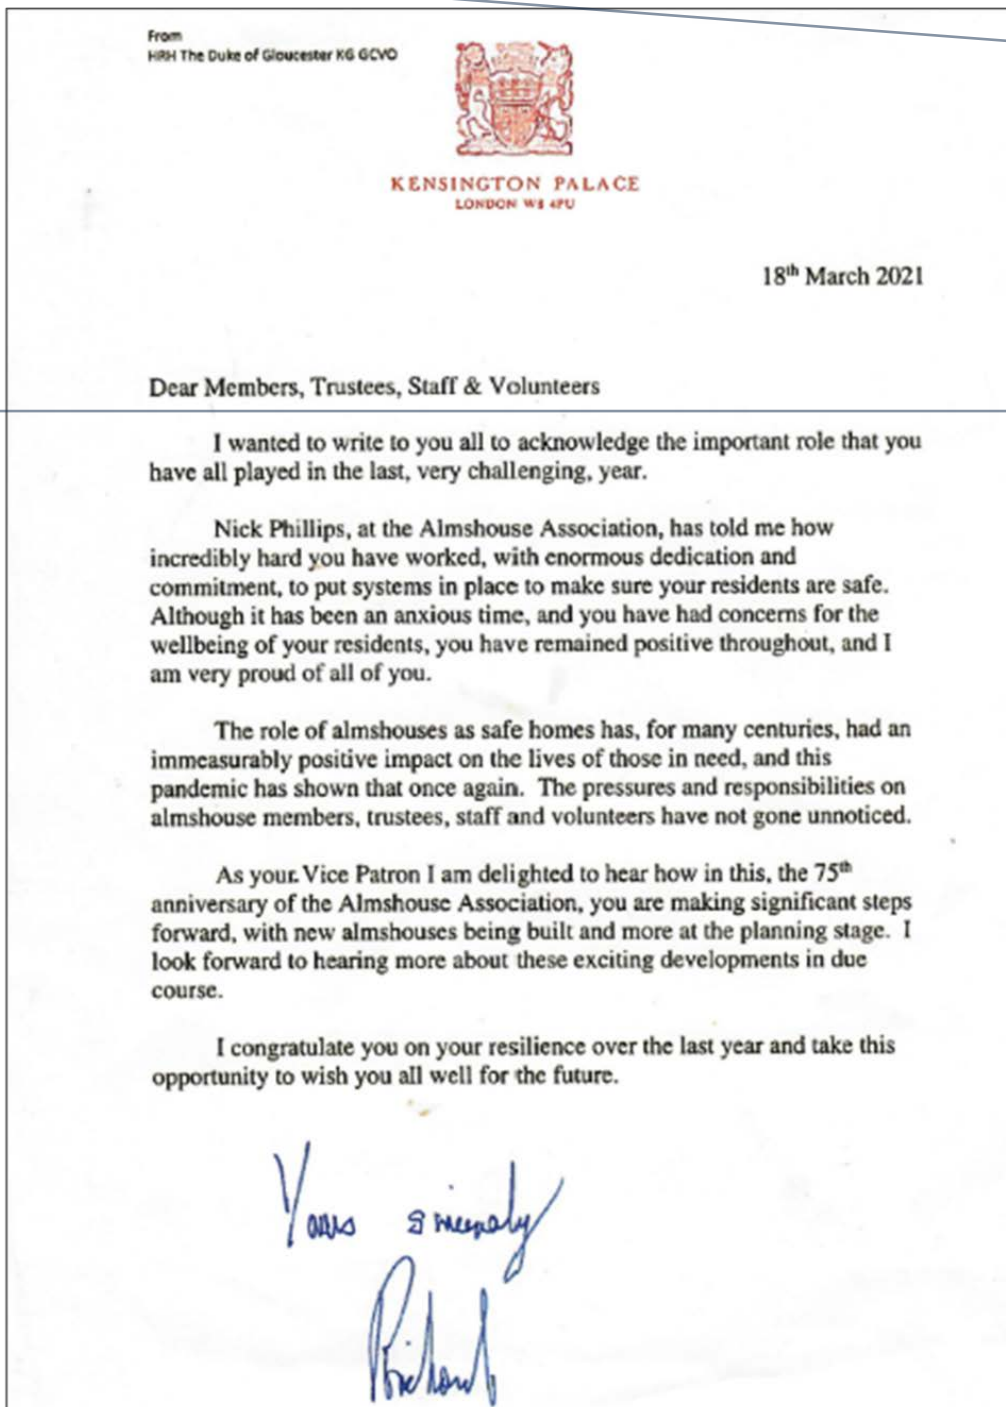 From
HRH The Duke of Gloucester KG GCVO
KENSINGTON PALACE
LONDON W8 4PU
18th March 2021
Dear Members, Trustees, Staff & Volunteers
I wanted to write to you all to acknowledge the important role that you
have all played in the last, very challenging, year.
Nick Phillips, at the Almshouse Association, has told me how
incredibly hard you have worked, with enormous dedication and
commitment, to put systems in place to make sure your residents are safe.
Although it has been an anxious time, and you have had concerns for the
wellbeing of your residents, you have remained positive throughout, and I
am very proud of all of you.
The role of almshouses as safe homes has, for many centuries, had an
immeasurably positive impact on the lives of those in need, and this
pandemic has shown that once again. The pressures and responsibilities on
almshouse members, trustees, staff and volunteers have not gone unnoticed.
As your Vice Patron I am delighted to hear how in this, the 75th
anniversary of the Almshouse Association, you are making significant steps
forward, with new almshouses being built and more at the planning stage. I
look forward to hearing more about these exciting developments in due
course.
I congratulate you on your resilience over the last year and take this
opportunity to wish you all well for the future.
Yours sincerely
Richard